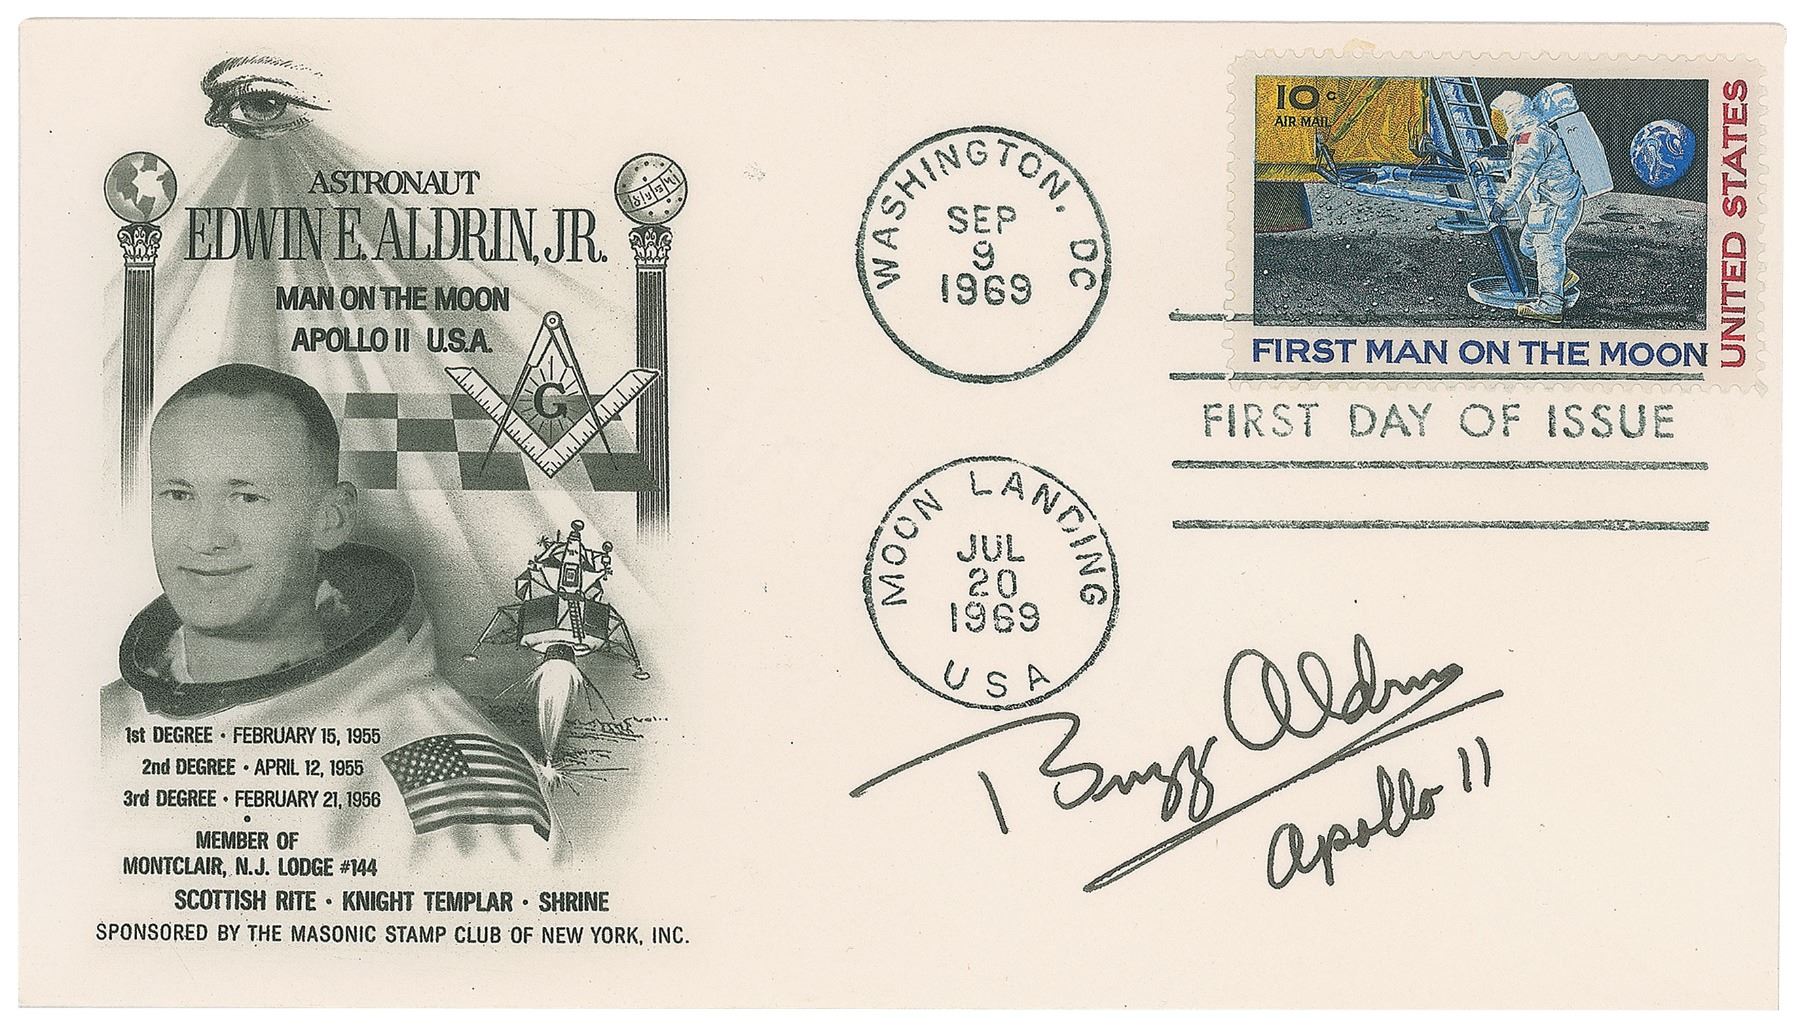 ASTRONAUT
EDWIN E. ALDRIN, JR.
MAN ON THE MOON
APOLLO 11 U.S.A.
G
1st DEGREE • FEBRUARY 15, 1955
2nd DEGREE • APRIL 12, 1955
3rd DEGREE • FEBRUARY 21, 1956
•
MEMBER OF
MONTCLAIR, N.J. LODGE #144
SCOTTISH RITE • KNIGHT TEMPLAR • SHRINE
SPONSORED BY THE MASONIC STAMP CLUB OF NEW YORK, INC.
WASHINGTON, DC
SEP
9
1969
MOON LANDING
JUL
20
1969
USA
10c
AIR MAIL
UNITED STATES
FIRST MAN ON THE MOON
FIRST DAY OF ISSUE
Buzz Aldrin
Apollo 11